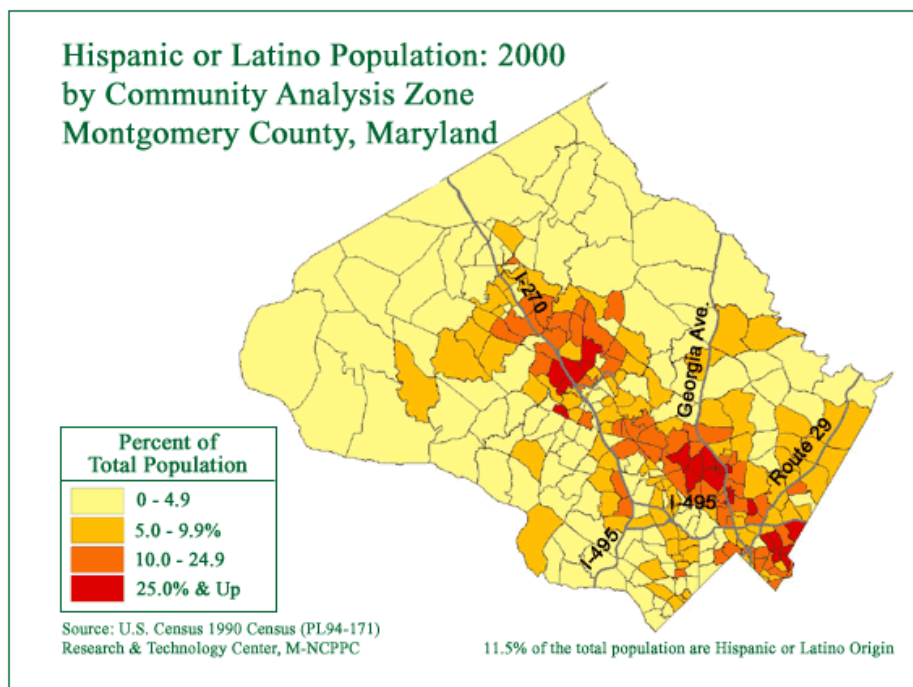 Hispanic or Latino Population: 2000
by Community Analysis Zone
Montgomery County, Maryland
I-270
Georgia Ave.
Route 29
I-495
I-495
Percent of
Total Population
0 - 4.9
5.0 - 9.9%
10.0 - 24.9
25.0% & Up
Source: U.S. Census 1990 Census (PL94-171)
Research & Technology Center, M-NCPPC
11.5% of the total population are Hispanic or Latino Origin